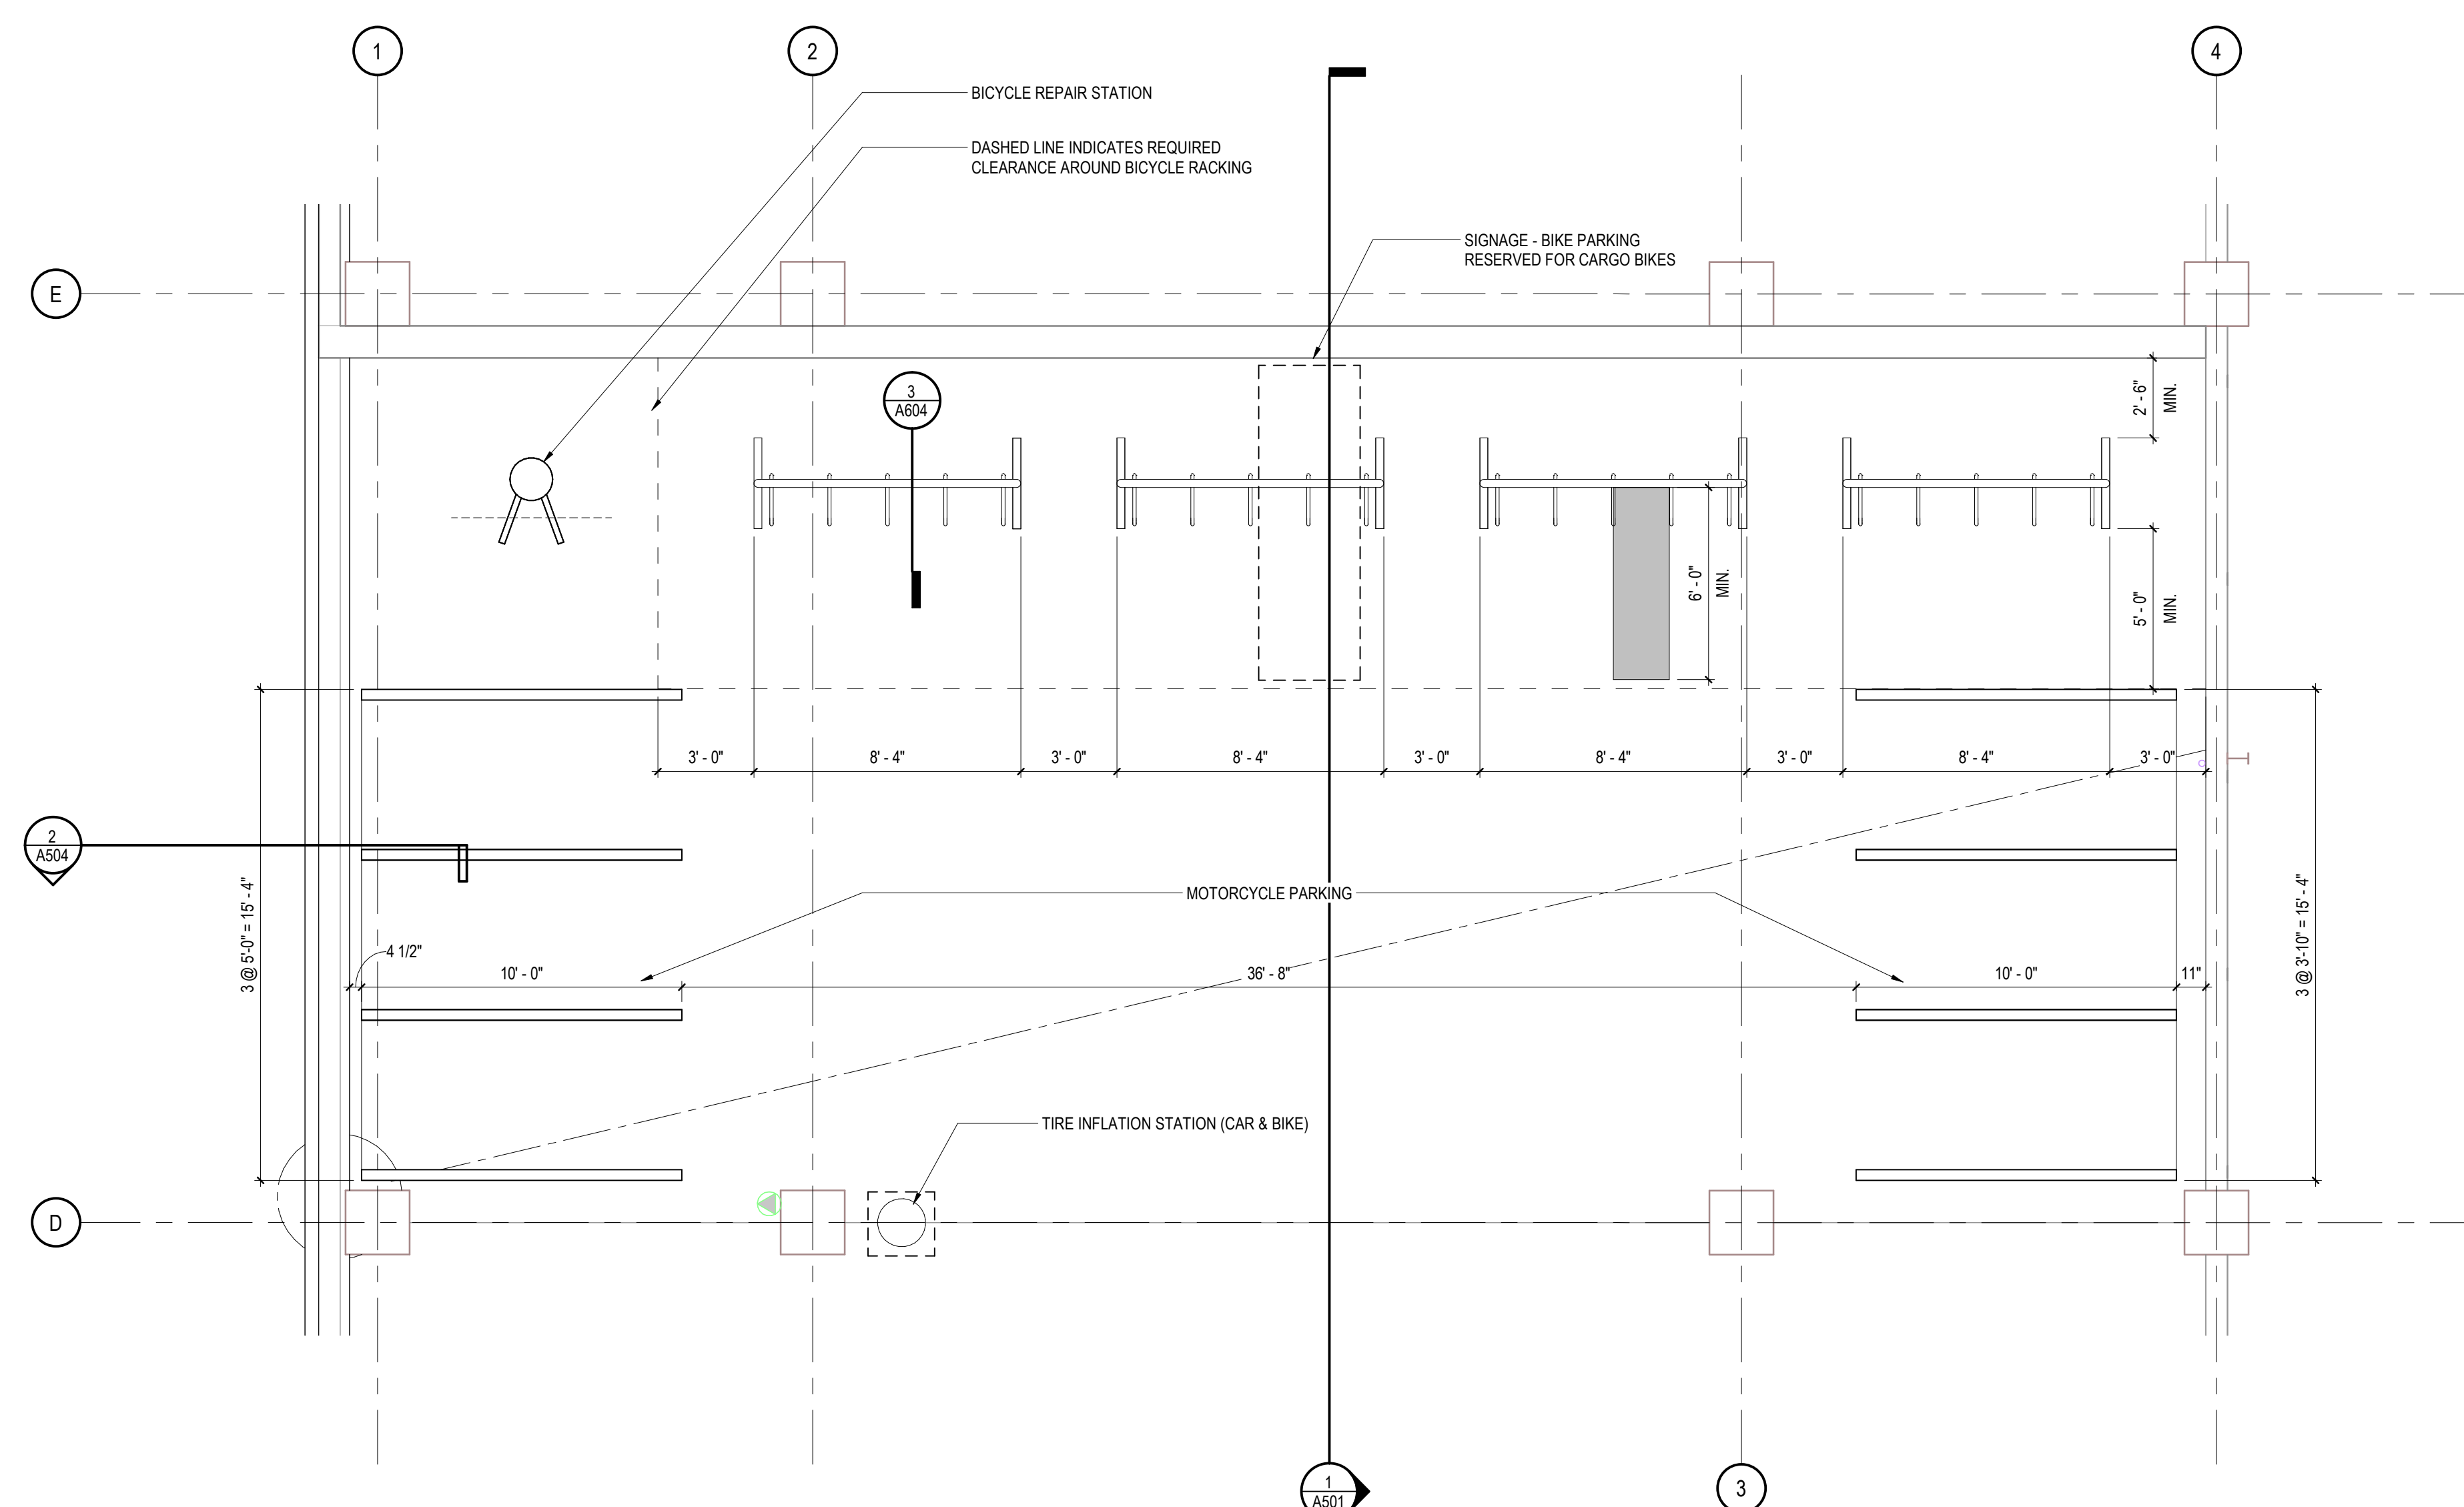 1
2
4
BICYCLE REPAIR STATION
DASHED LINE INDICATES REQUIRED
CLEARANCE AROUND BICYCLE RACKING
SIGNAGE - BIKE PARKING
RESERVED FOR CARGO BIKES
E
3
A604
2' - 6"
MIN.
6' - 0"
MIN.
5' - 0"
MIN.
3' - 0"
8' - 4"
3' - 0"
8' - 4"
3' - 0"
8' - 4"
3' - 0"
8' - 4"
3' - 0"
2
A504
3 @ 5'-0" = 15' - 4"
MOTORCYCLE PARKING
3 @ 3'-10" = 15' - 4"
4 1/2"
10' - 0"
36' - 8"
10' - 0"
11"
TIRE INFLATION STATION (CAR & BIKE)
D
1
A501
3